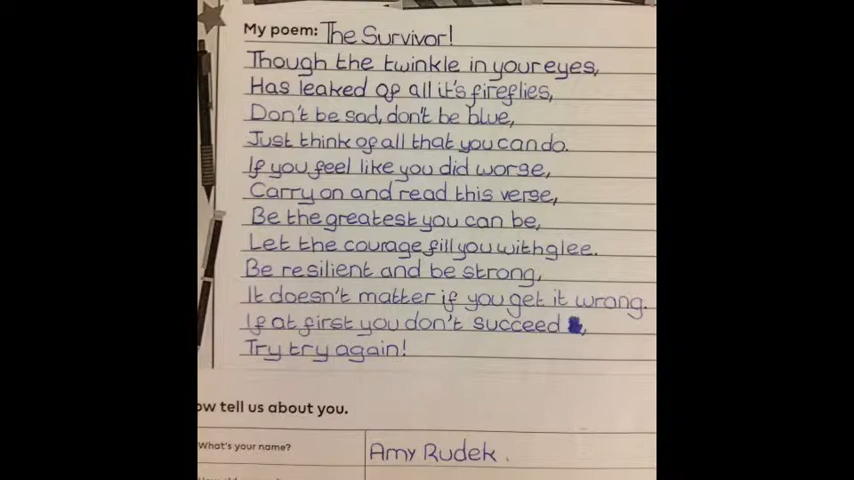 My poem: The Survivor!
Though the twinkle in your eyes,
Has leaked of all it's fireflies,
Don't be sad, don't be blue,
Just think of all that you can do.
If you feel like you did worse,
Carry on and read this verse,
Be the greatest you can be,
Let the courage fill you with glee.
Be resilient and be strong,
It doesn't matter if you get it wrong.
If at first you don't succeed ,
Try try again!
ow tell us about you.
What's your name? Amy Rudek.